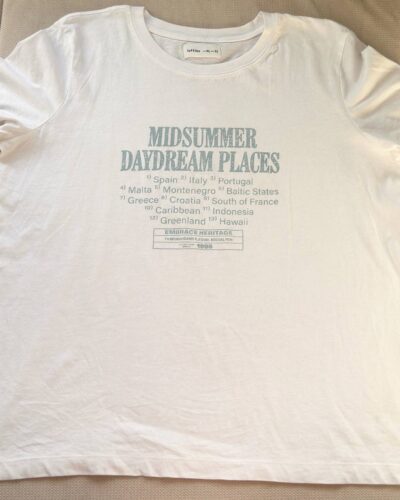 MIDSUMMER
DAYDREAM PLACES
1) Spain 2) Italy 3) Portugal
4) Malta 5) Montenegro 6) Baltic States
7) Greece 8) Croatia 9) South of France
10) Caribbean 11) Indonesia
12) Greenland 13) Hawaii
EMBRACE HERITAGE
1998